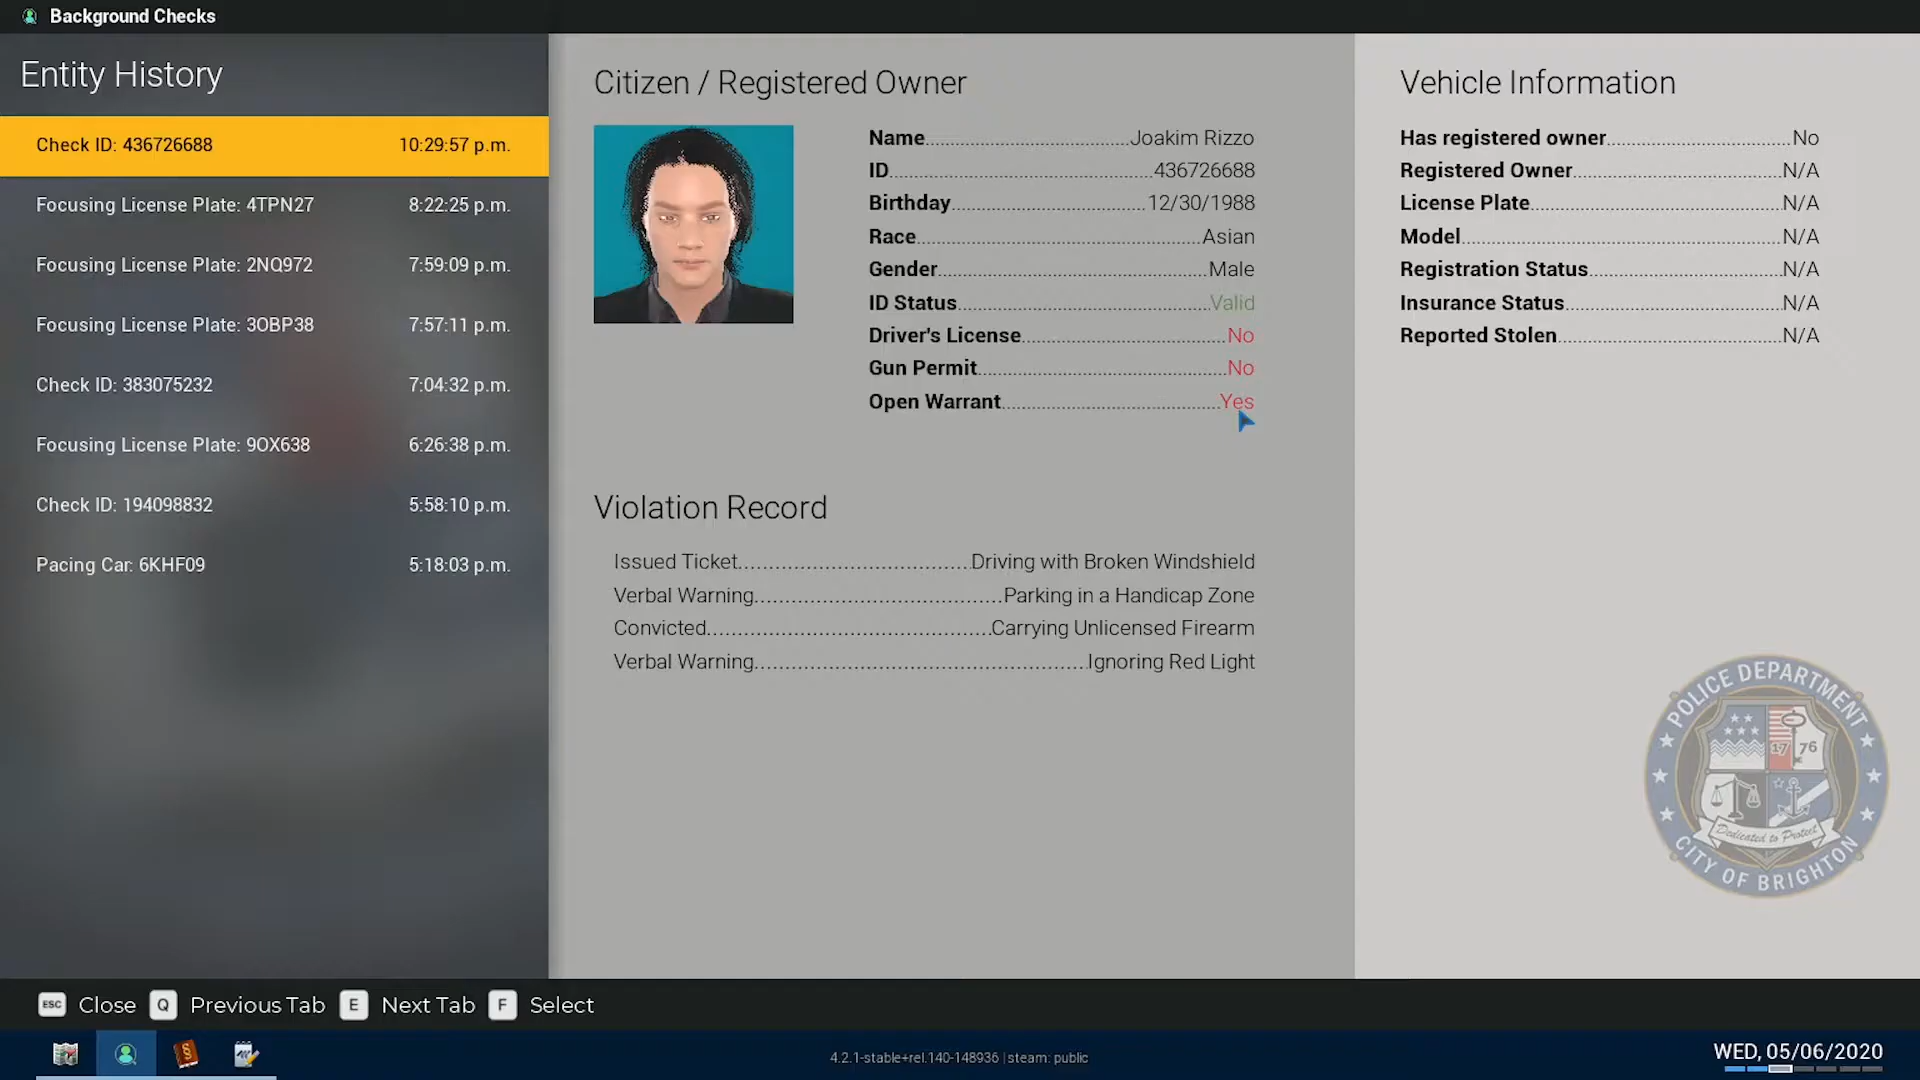 Background Checks
Entity History
Check ID: 436726688 10:29:57 p.m.
Focusing License Plate: 4TPN27 8:22:25 p.m.
Focusing License Plate: 2NQ972 7:59:09 p.m.
Focusing License Plate: 3OBP38 7:57:11 p.m.
Check ID: 383075232 7:04:32 p.m.
Focusing License Plate: 9OX638 6:26:38 p.m.
Check ID: 194098832 5:58:10 p.m.
Pacing Car: 6KHF09 5:18:03 p.m.
Citizen / Registered Owner
Name Joakim Rizzo
ID 436726688
Birthday 12/30/1988
Race Asian
Gender Male
ID Status Valid
Driver's License No
Gun Permit No
Open Warrant Yes
Violation Record
Issued Ticket Driving with Broken Windshield
Verbal Warning Parking in a Handicap Zone
Convicted Carrying Unlicensed Firearm
Verbal Warning Ignoring Red Light
Vehicle Information
Has registered owner No
Registered Owner N/A
License Plate N/A
Model N/A
Registration Status N/A
Insurance Status N/A
Reported Stolen N/A
POLICE DEPARTMENT
17 76
Dedicated to Protect
CITY OF BRIGHTON
ESC Close Q Previous Tab E Next Tab F Select
4.2.1-stable+rel.140-148936 | steam: public
WED, 05/06/2020